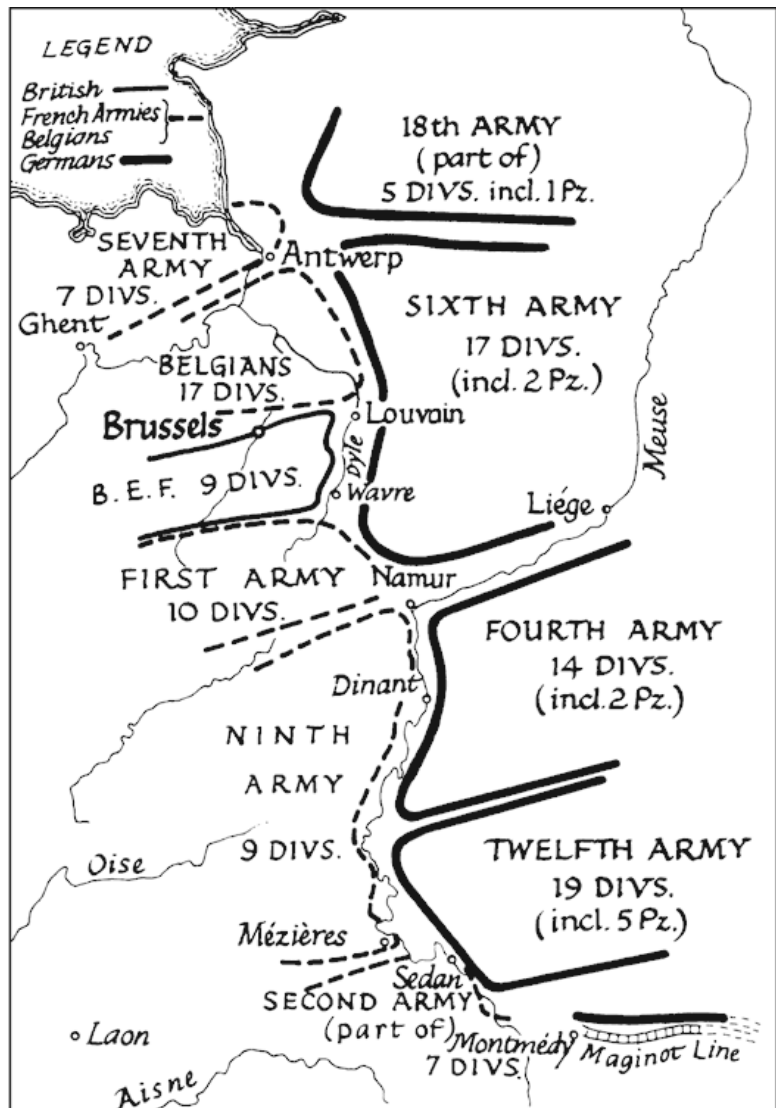 LEGEND
British
French Armies
Belgians
Germans
18th ARMY
(part of)
5 DIVS. incl. 1 Pz.
SEVENTH
ARMY
7 DIVS.
Antwerp
Ghent
SIXTH ARMY
17 DIVS.
(incl. 2 Pz.)
BELGIANS
17 DIVS.
Louvain
Brussels
Dyle
Meuse
B.E.F. 9 DIVS.
Wavre
Liége
FIRST ARMY
10 DIVS.
Namur
FOURTH ARMY
14 DIVS.
(incl. 2 Pz.)
Dinant
NINTH
ARMY
9 DIVS.
Oise
TWELFTH ARMY
19 DIVS.
(incl. 5 Pz.)
Mézières
Sedan
SECOND ARMY
(part of)
7 DIVS.
Montmédy
Maginot Line
Laon
Aisne